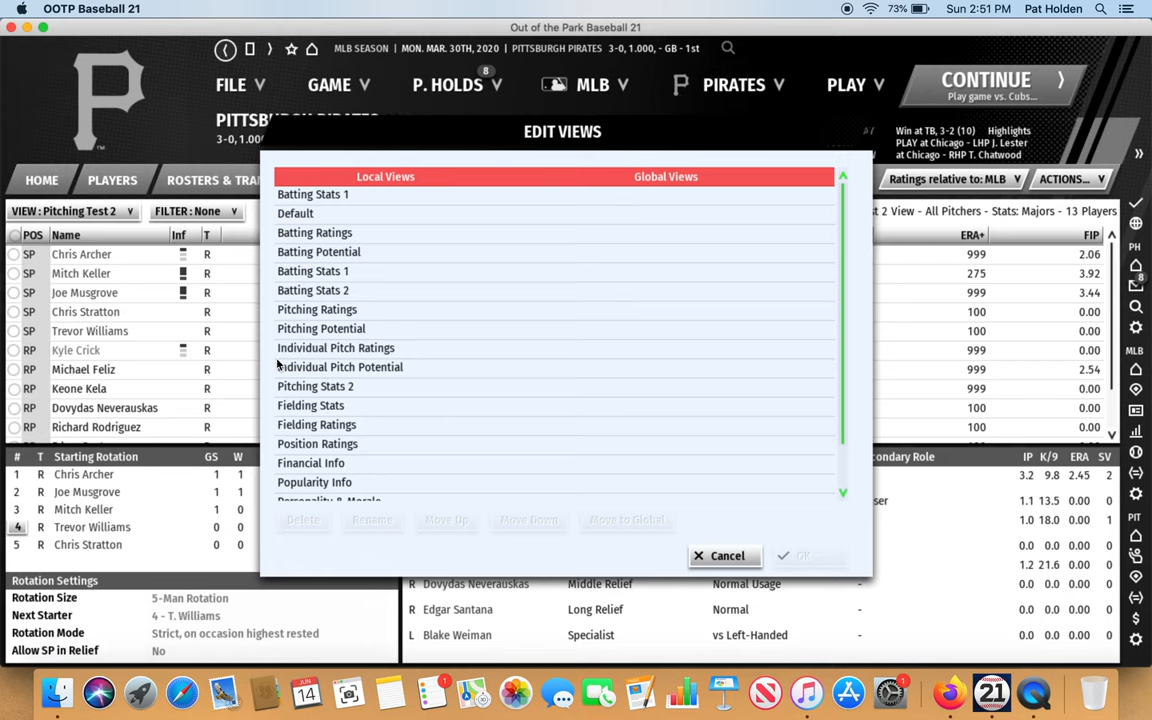 OOTP Baseball 21
73%
Sun 2:51 PM
Pat Holden
Out of the Park Baseball 21
MLB SEASON | MON. MAR. 30TH, 2020 | PITTSBURGH PIRATES 3-0, 1.000, - GB - 1st
FILE
GAME
P. HOLDS
8
MLB
PIRATES
PLAY
CONTINUE
Play game vs. Cubs...
P
PITTSBURGH PIRATES
3-0, 1.000
Win at TB, 3-2 (10) Highlights
PLAY at Chicago - LHP J. Lester
at Chicago - RHP T. Chatwood
EDIT VIEWS
HOME
PLAYERS
ROSTERS & TRA
Ratings relative to: MLB
ACTIONS...
VIEW : Pitching Test 2
FILTER : None
t 2 View - All Pitchers - Stats: Majors - 13 Players
POS Name Inf T
ERA+ FIP
SP Chris Archer R 999 2.06
SP Mitch Keller R 275 3.92
SP Joe Musgrove R 999 3.44
SP Chris Stratton R 100 0.00
SP Trevor Williams R 100 0.00
RP Kyle Crick R 999 0.00
RP Michael Feliz R 999 2.54
RP Keone Kela R 999 0.00
RP Dovydas Neverauskas R 100 0.00
RP Richard Rodriguez R 100 0.00
Local Views
Global Views
Batting Stats 1
Default
Batting Ratings
Batting Potential
Batting Stats 1
Batting Stats 2
Pitching Ratings
Pitching Potential
Individual Pitch Ratings
Individual Pitch Potential
Pitching Stats 2
Fielding Stats
Fielding Ratings
Position Ratings
Financial Info
Popularity Info
Personality & Morale
Delete
Rename
Move Up
Move Down
Move to Global
Cancel
OK
# T Starting Rotation GS W
1 R Chris Archer 1 1
2 R Joe Musgrove 1 1
3 R Mitch Keller 1 1
4 R Trevor Williams 0 0
5 R Chris Stratton 0 0
condary Role IP K/9 ERA SV
3.2 9.8 2.45 2
ser 1.1 13.5 0.00 0
1.0 18.0 0.00 1
0.0 0.00 0
1.2 21.6 0.00 0
R Dovydas Neverauskas Middle Relief Normal Usage - 0.0 0.00 0
R Edgar Santana Long Relief Normal - 0.0 0.00 0
L Blake Weiman Specialist vs Left-Handed - 0.0 0.00 0
Rotation Settings
Rotation Size 5-Man Rotation
Next Starter 4 - T. Williams
Rotation Mode Strict, on occasion highest rested
Allow SP in Relief No
PH
8
MLB
PIT
JUN
14
1
21
1